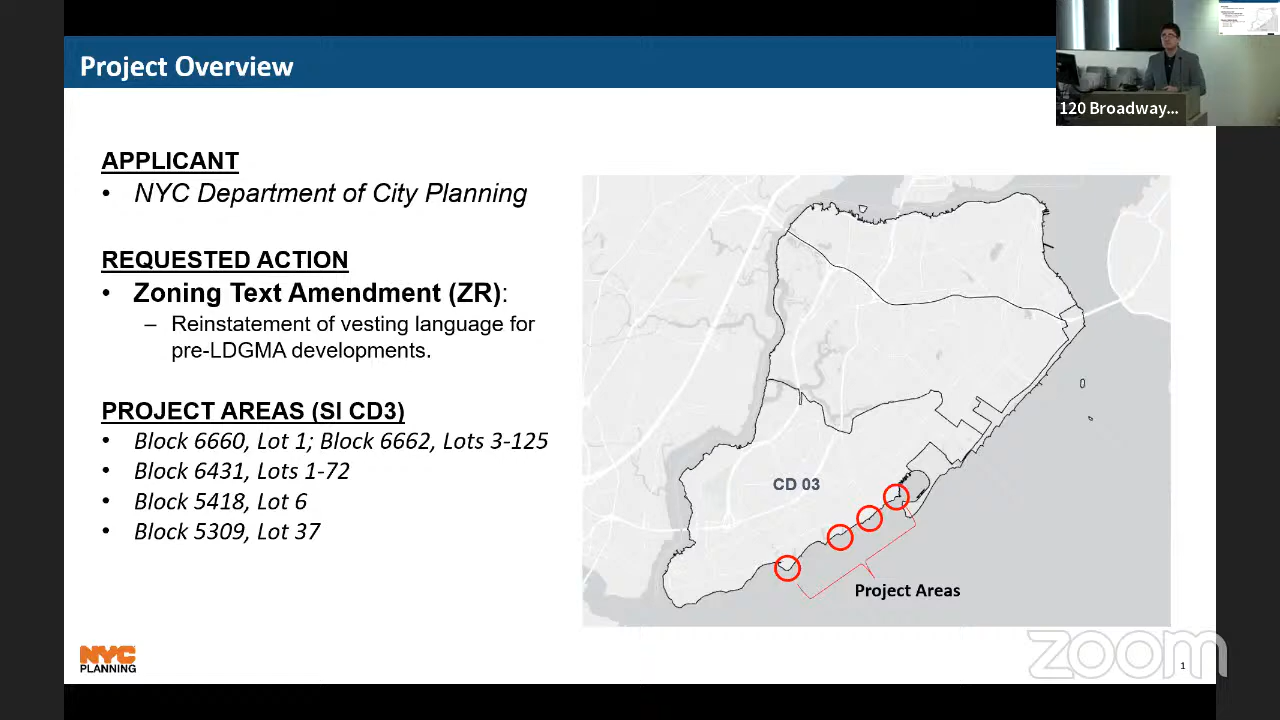 Project Overview
120 Broadway...
APPLICANT
• NYC Department of City Planning
REQUESTED ACTION
• Zoning Text Amendment (ZR):
– Reinstatement of vesting language for
pre-LDGMA developments.
PROJECT AREAS (SI CD3)
• Block 6660, Lot 1; Block 6662, Lots 3-125
• Block 6431, Lots 1-72
• Block 5418, Lot 6
• Block 5309, Lot 37
CD 03
Project Areas
NYC
PLANNING
zoom
1